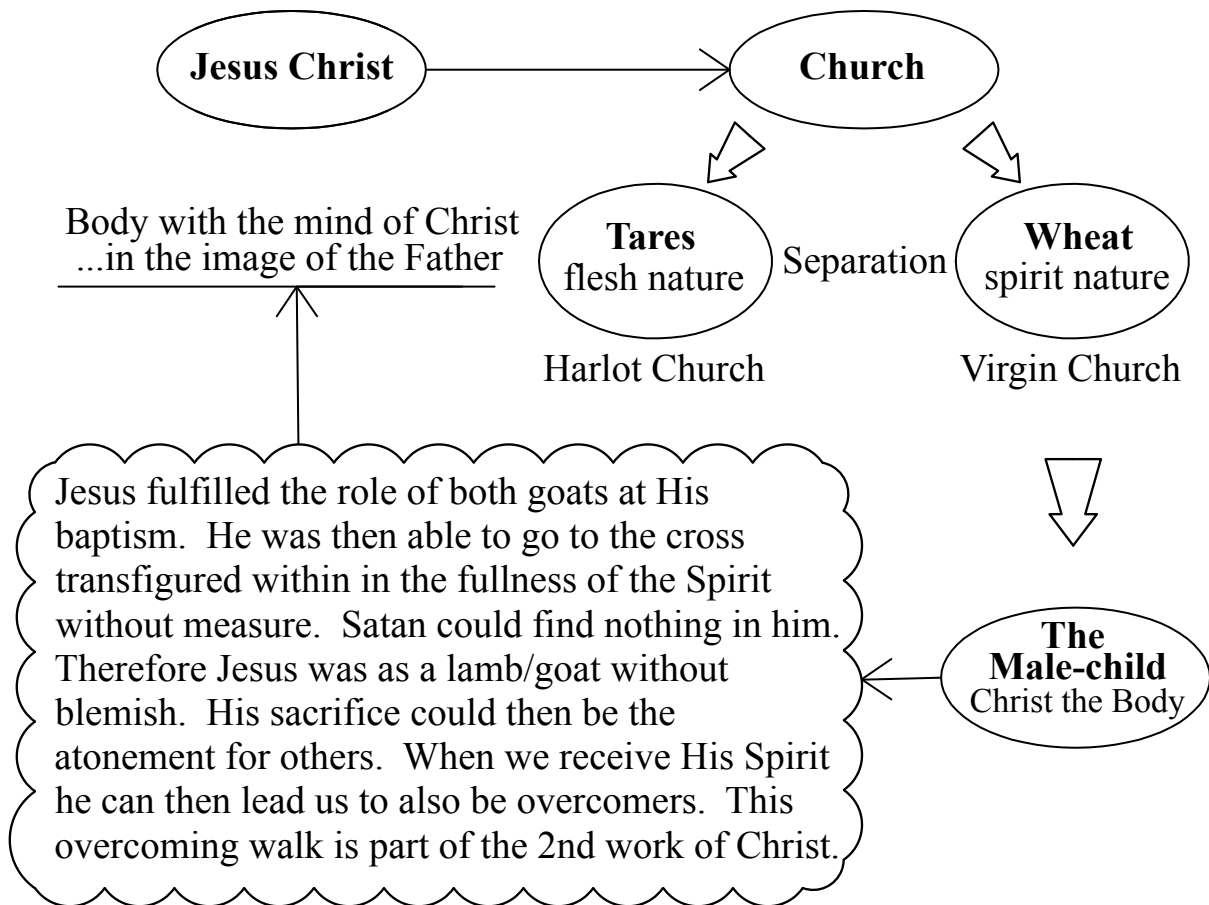 Jesus Christ
Church
Body with the mind of Christ
...in the image of the Father
Tares
flesh nature
Separation
Wheat
spirit nature
Harlot Church
Virgin Church
Jesus fulfilled the role of both goats at His
baptism.  He was then able to go to the cross
transfigured within in the fullness of the Spirit
without measure.  Satan could find nothing in him.
Therefore Jesus was as a lamb/goat without
blemish.  His sacrifice could then be the
atonement for others.  When we receive His Spirit
he can then lead us to also be overcomers.  This
overcoming walk is part of the 2nd work of Christ.
The
Male-child
Christ the Body